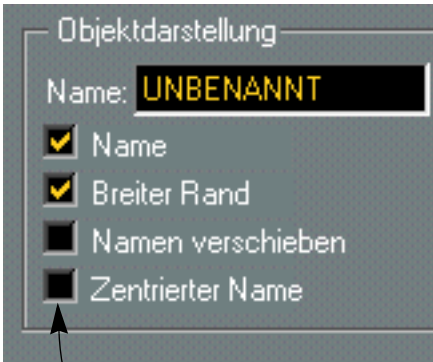 Objektdarstellung
Name: UNBENANNT
Name
Breiter Rand
Namen verschieben
Zentrierter Name